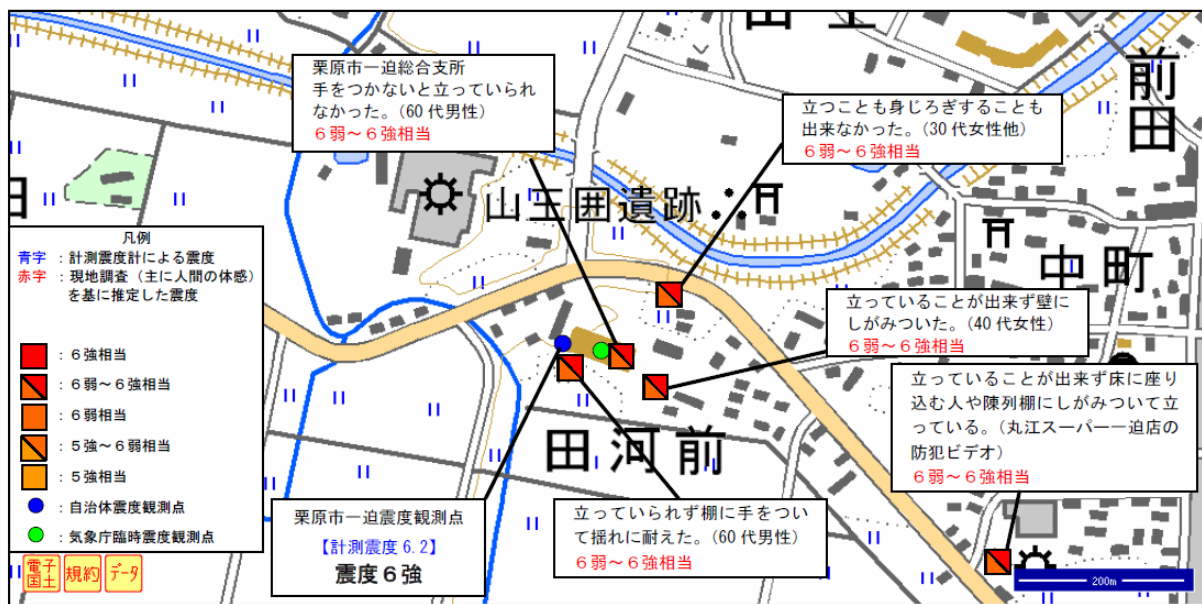 栗原市一迫総合支所
手をつかないと立っていられ
なかった。(60代男性)
6弱～6強相当
立つことも身じろぎすることも
出来なかった。(30代女性他)
6弱～6強相当
前田
山三囲遺跡
中町
凡例
青字 ：計測震度計による震度
赤字 ：現地調査（主に人間の体感）
を基に推定した震度
：6強相当
：6弱～6強相当
：6弱相当
：5強～6弱相当
：5強相当
：自治体震度観測点
：気象庁臨時震度観測点
立っていることが出来ず壁に
しがみついた。(40代女性)
6弱～6強相当
立っていることが出来ず床に座り
込む人や陳列棚にしがみついて立
っている。(丸江スーパー一迫店の
防犯ビデオ)
6弱～6強相当
田河前
栗原市一迫震度観測点
【計測震度 6.2】
震度6強
立っていられず棚に手をつい
て揺れに耐えた。(60代男性)
6弱～6強相当
電子国土
規約
データ
200m